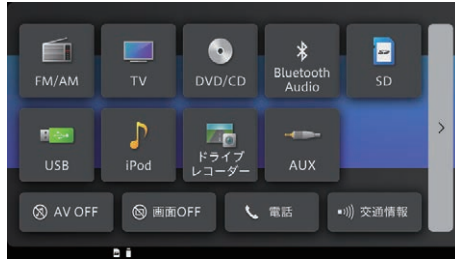 FM/AM
TV
DVD/CD
Bluetooth
Audio
SD
USB
iPod
ドライブ
レコーダー
AUX
AV OFF
画面OFF
電話
交通情報